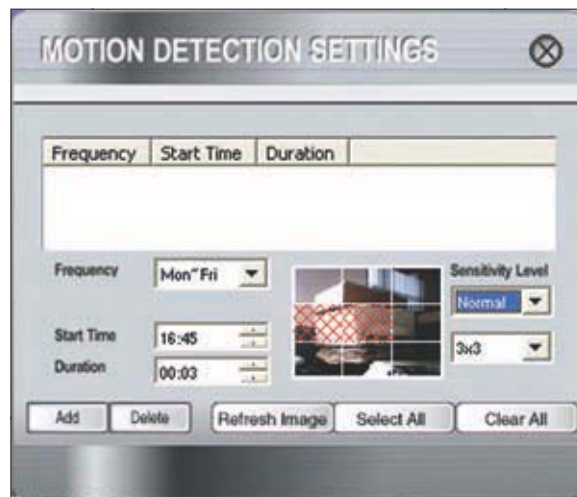 MOTION DETECTION SETTINGS
Frequency Start Time Duration
Frequency Mon~Fri Sensitivity Level
Normal
Start Time 16:45
3x3
Duration 00:03
Add Delete Refresh Image Select All Clear All